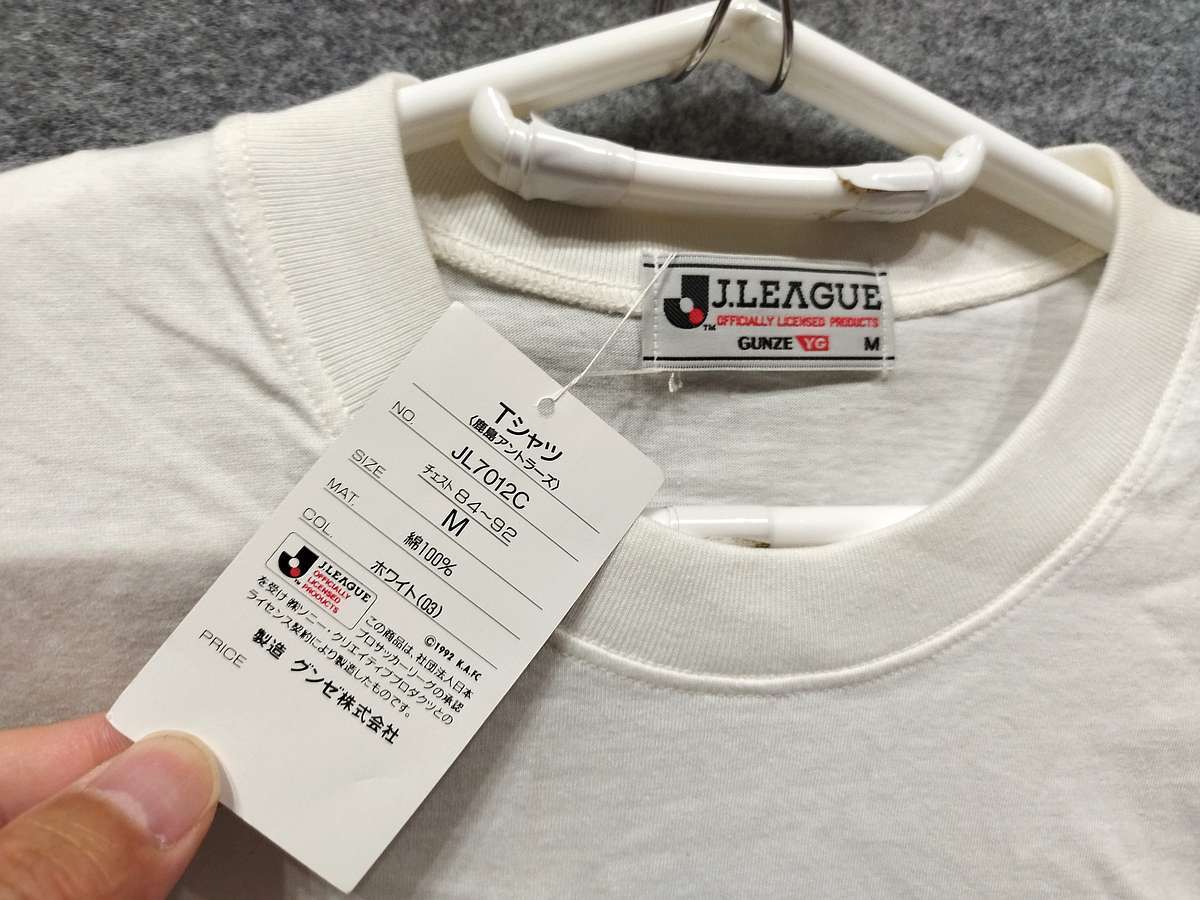 J.LEAGUE
TM
OFFICIALLY LICENSED PRODUCTS
GUNZE YG M
Tシャツ
〈鹿島アントラーズ〉
NO. JL7012C
SIZE チェスト84〜92
M
MAT. 綿100%
COL. ホワイト(03)
J.LEAGUE
OFFICIALLY
LICENSED
PRODUCTS
©1992 K.A.FC
この商品は、社団法人日本
プロサッカーリーグの承認
を受け㈱ソニー・クリエイティブプロダクツとの
ライセンス契約により製造したものです。
製造 グンゼ株式会社
PRICE